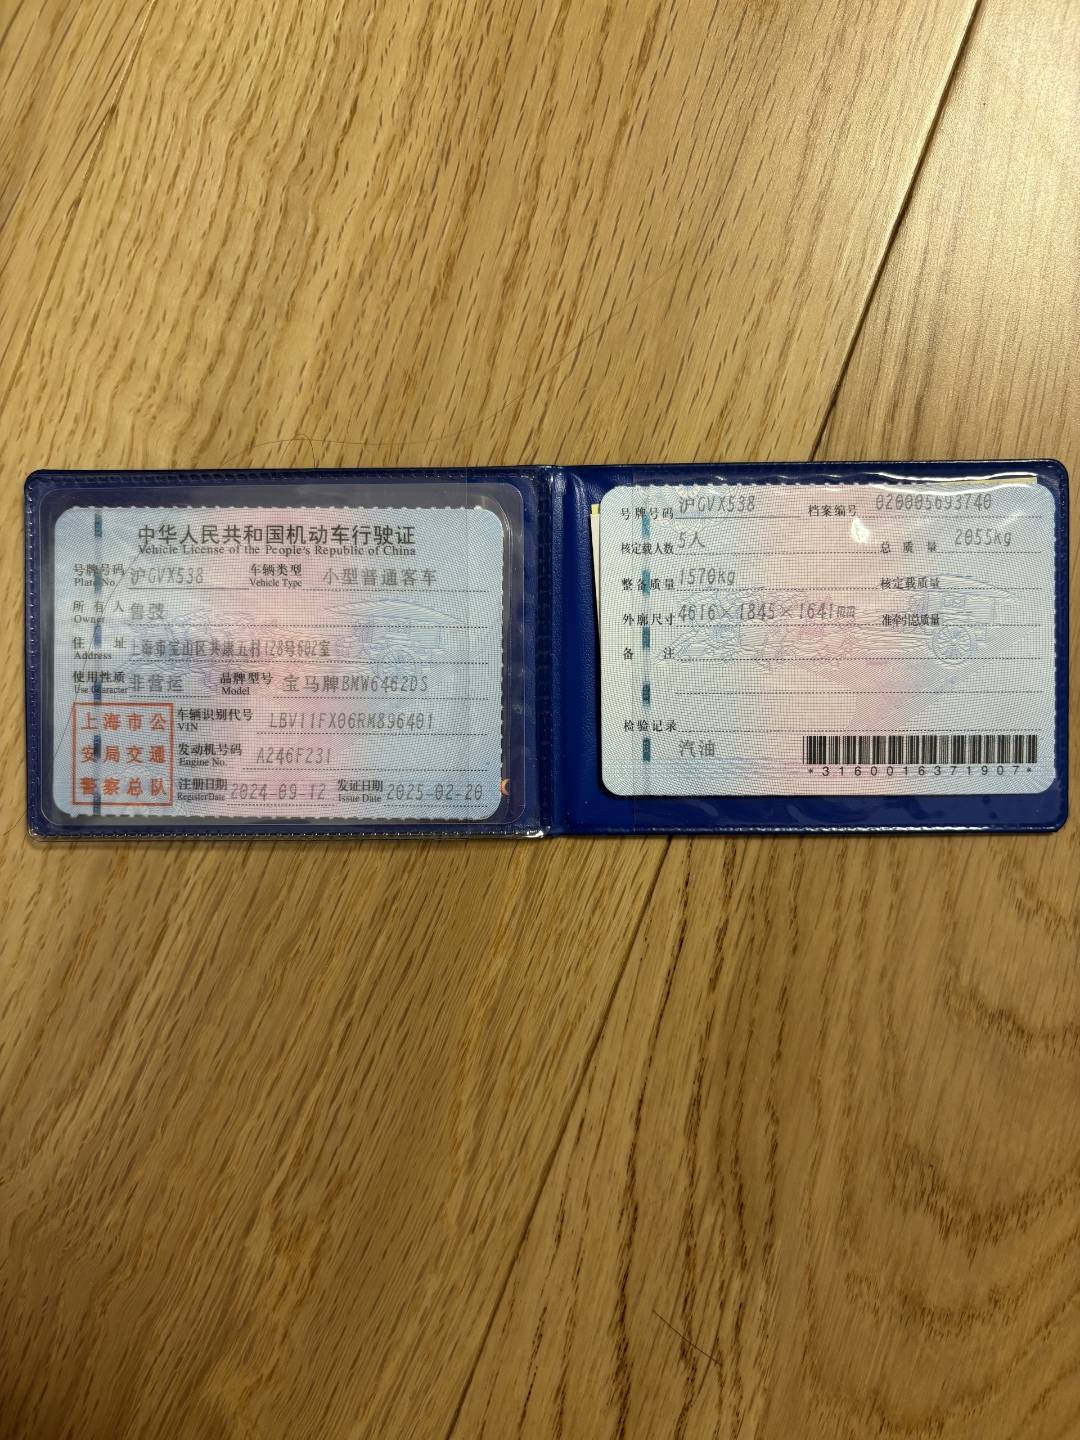 中华人民共和国机动车行驶证
Vehicle License of the People's Republic of China
号牌号码 沪GVX538 车辆类型 小型普通客车
Plate No. Vehicle Type
所有人 鲁弢
Owner
住址 上海市宝山区共康五村128号602室
Address
使用性质 非营运 品牌型号 宝马牌BMW6462DS
Use Character Model
上海市公安局交通警察总队
车辆识别代号 LBV11FX06RM896401
VIN
发动机号码 A246F231
Engine No.
注册日期 2024-09-12 发证日期 2025-02-20
Register Date Issue Date
号牌号码 沪GVX538 档案编号 020005693740
核定载人数 5人 总质量 2055kg
整备质量 1570kg 核定载质量
外廓尺寸 4616×1845×1641mm 准牵引总质量
备注
检验记录
汽油
*3160016371907*